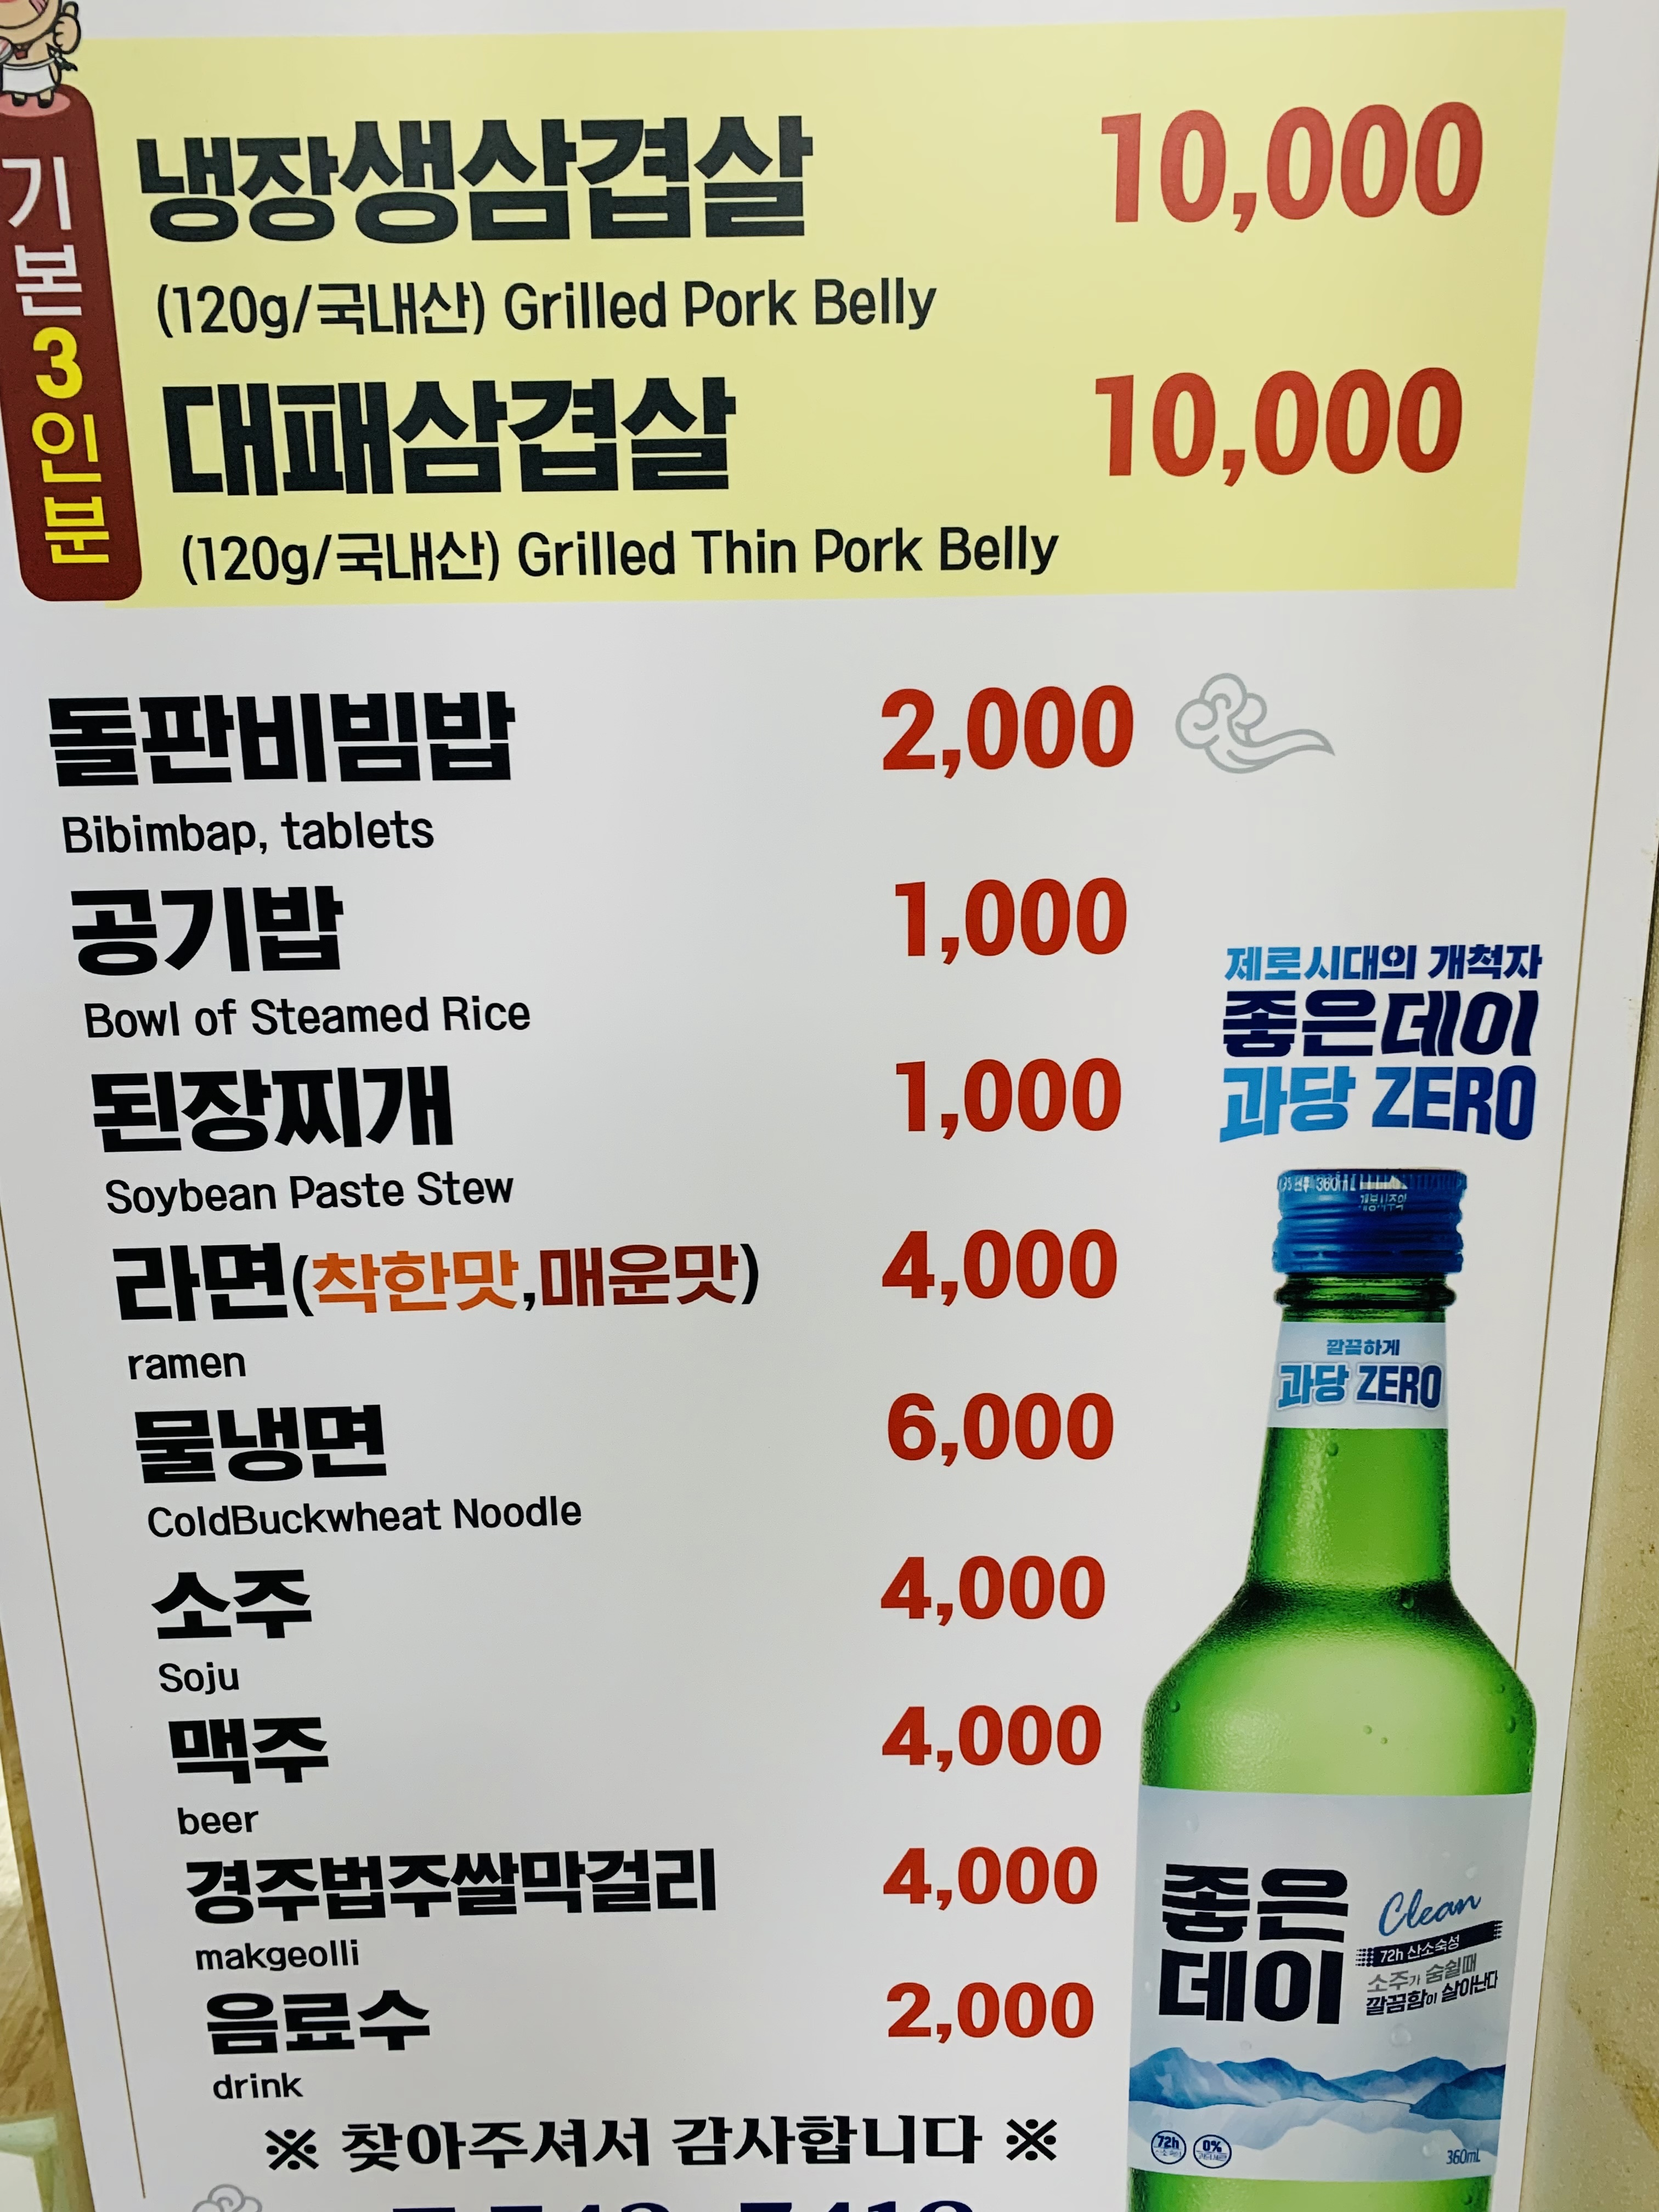 기본3인분
냉장생삼겹살 10,000
(120g/국내산) Grilled Pork Belly
대패삼겹살 10,000
(120g/국내산) Grilled Thin Pork Belly
돌판비빔밥 2,000
Bibimbap, tablets
공기밥 1,000
Bowl of Steamed Rice
된장찌개 1,000
Soybean Paste Stew
라면(착한맛,매운맛) 4,000
ramen
물냉면 6,000
ColdBuckwheat Noodle
소주 4,000
Soju
맥주 4,000
beer
경주법주쌀막걸리 4,000
makgeolli
음료수 2,000
drink
※ 찾아주셔서 감사합니다 ※
제로시대의 개척자
좋은데이
과당 ZERO
360mL
깔끔하게
과당 ZERO
좋은
데이
Clean
72h 산소숙성
소주가 숨쉴때
깔끔함이 살아난다
72h
0%
360mL